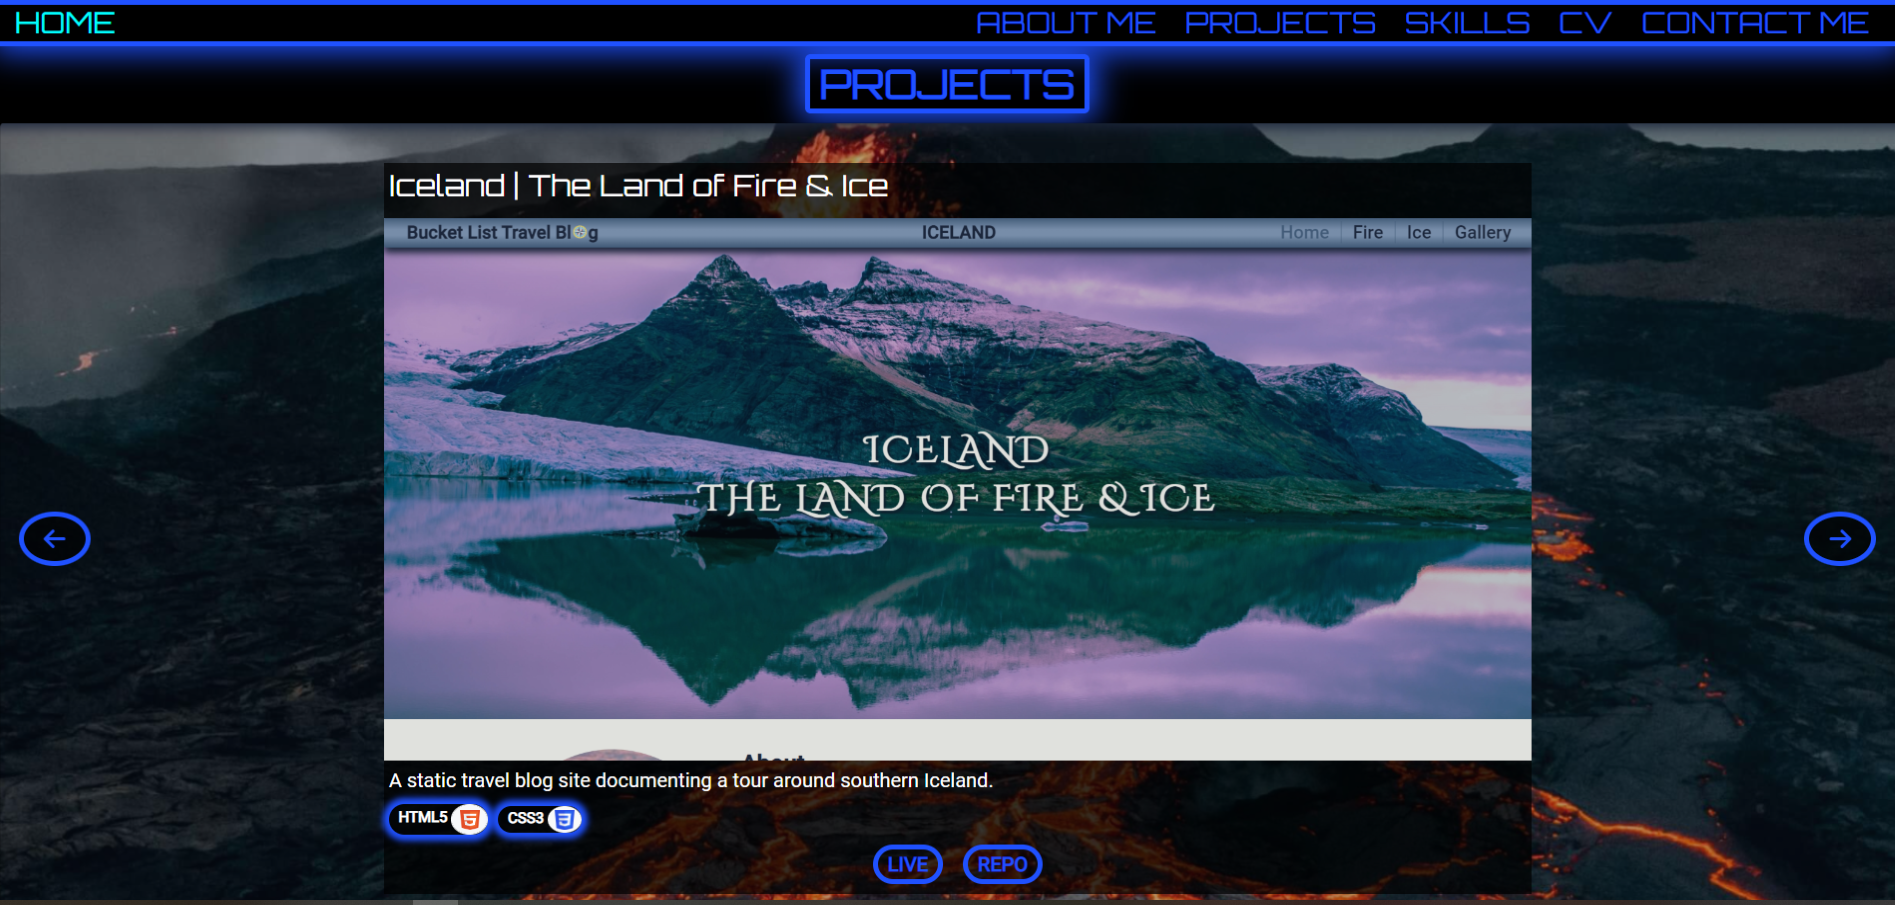 HOME ABOUT ME PROJECTS SKILLS CV CONTACT ME
PROJECTS
Iceland | The Land of Fire & Ice
Bucket List Travel Blog ICELAND Home Fire Ice Gallery
ICELAND
THE LAND OF FIRE & ICE
About
A static travel blog site documenting a tour around southern Iceland.
HTML5 CSS3
LIVE REPO